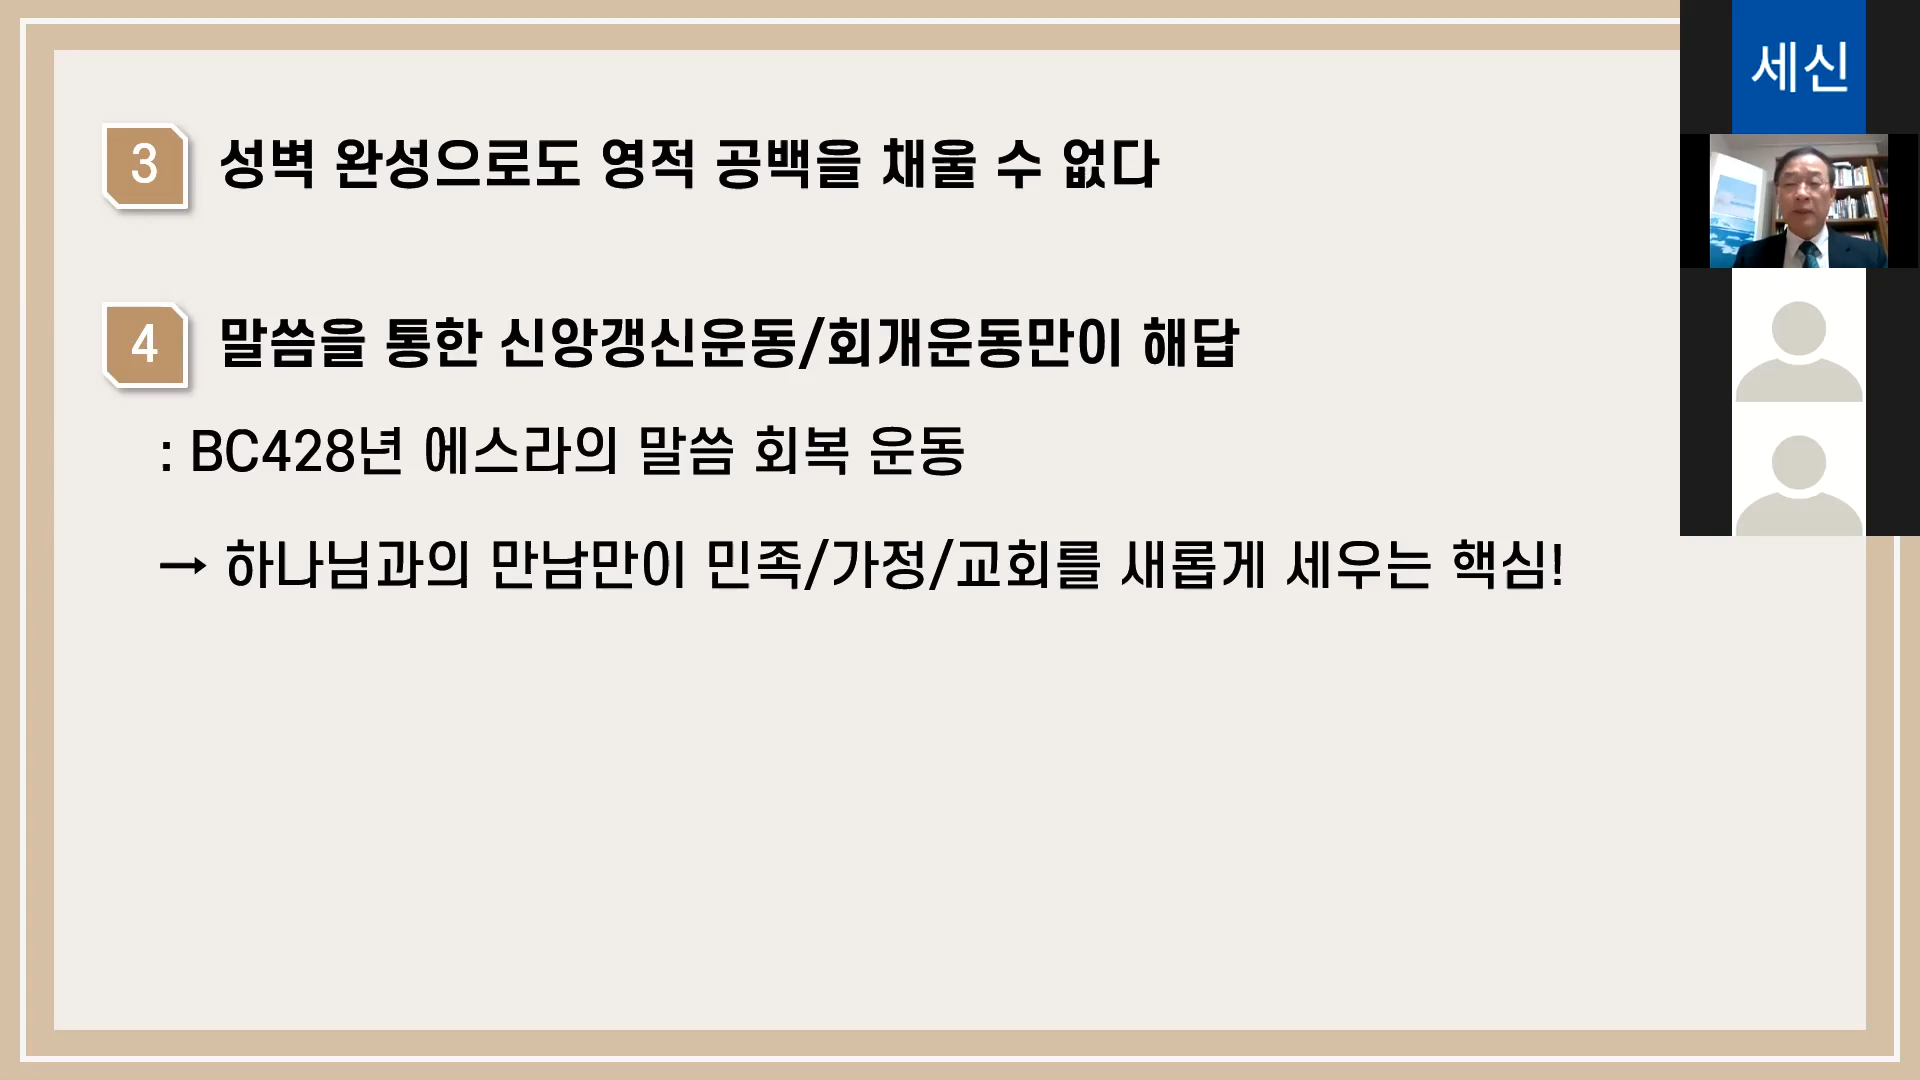 3 성벽 완성으로도 영적 공백을 채울 수 없다
4 말씀을 통한 신앙갱신운동/회개운동만이 해답
: BC428년 에스라의 말씀 회복 운동
→ 하나님과의 만남만이 민족/가정/교회를 새롭게 세우는 핵심!
세신